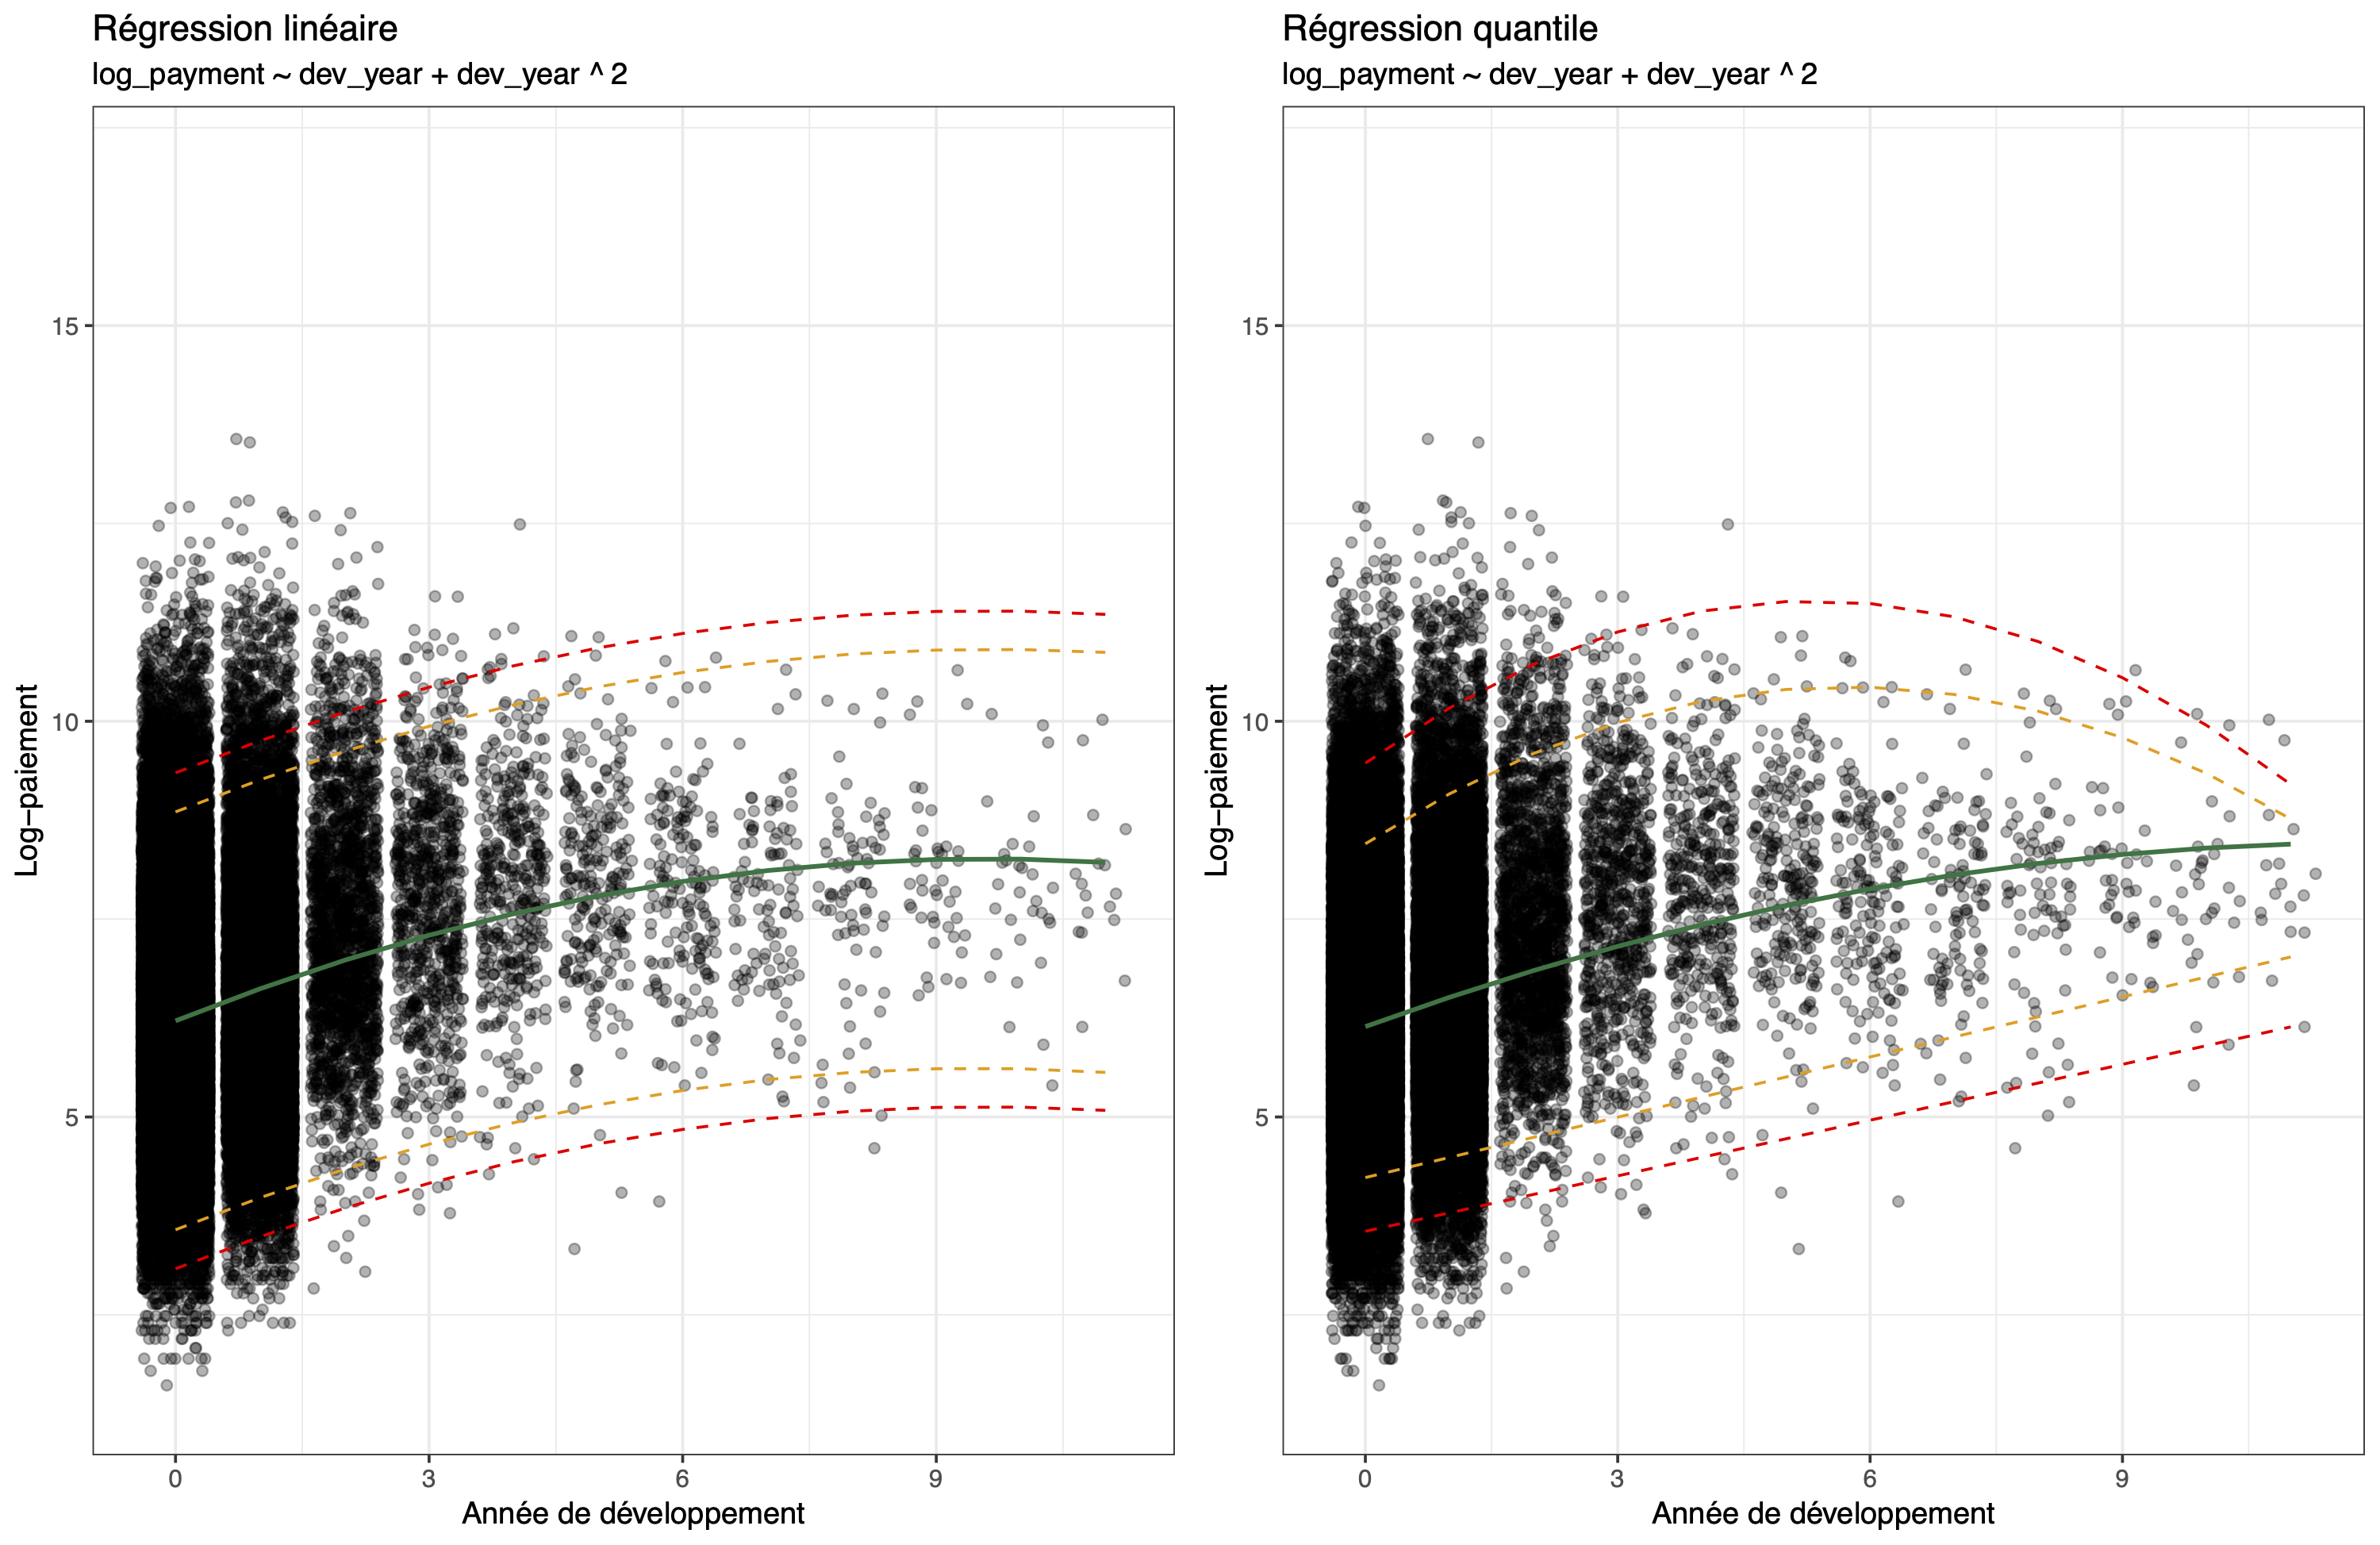 Régression linéaire
log_payment ~ dev_year + dev_year ^ 2
15
10
5
Log−paiement
0 3 6 9
Année de développement
Régression quantile
log_payment ~ dev_year + dev_year ^ 2
15
10
5
Log−paiement
0 3 6 9
Année de développement